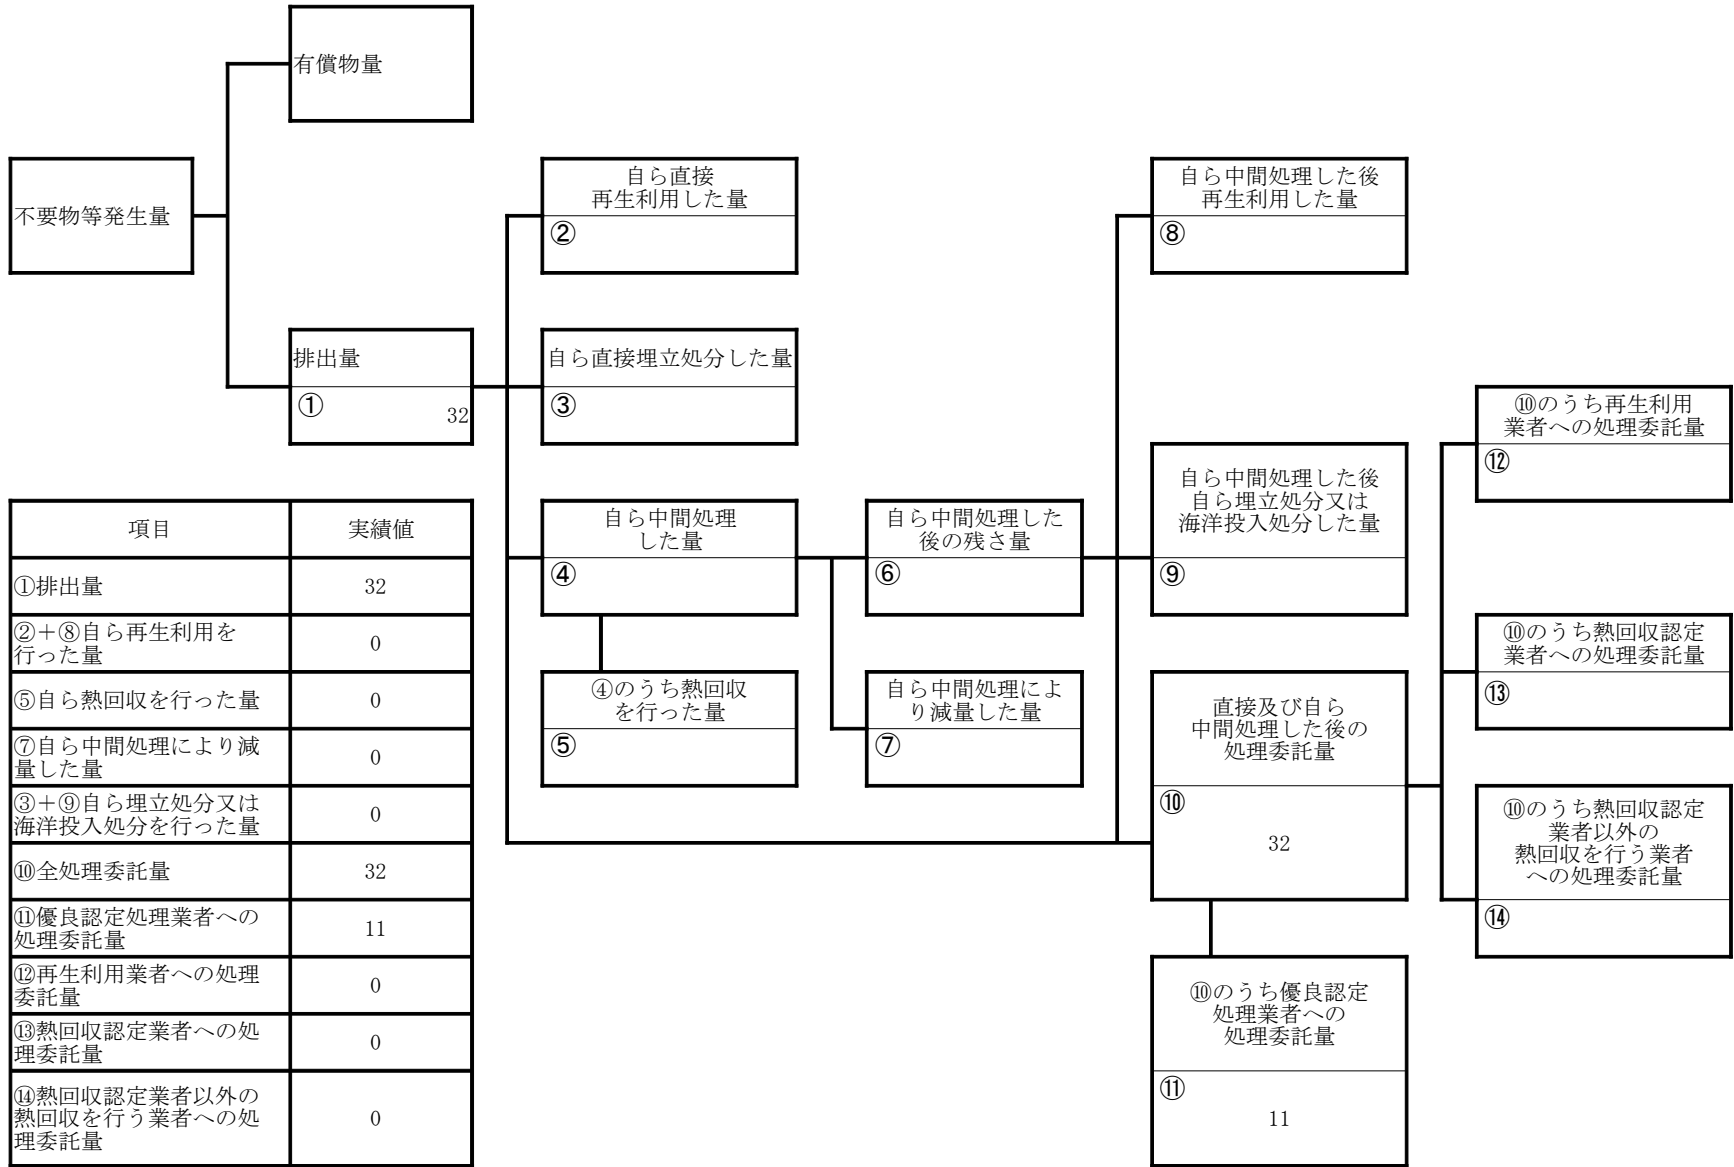 有償物量
不要物等発生量
自ら直接
再生利用した量
②
自ら中間処理した後
再生利用した量
⑧
排出量
①
32
自ら直接埋立処分した量
③
⑩のうち再生利用
業者への処理委託量
⑫
自ら中間処理
した量
④
自ら中間処理した
後の残さ量
⑥
自ら中間処理した後
自ら埋立処分又は
海洋投入処分した量
⑨
④のうち熱回収
を行った量
⑤
自ら中間処理によ
り減量した量
⑦
直接及び自ら
中間処理した後の
処理委託量
⑩
32
⑩のうち熱回収認定
業者への処理委託量
⑬
⑩のうち熱回収認定
業者以外の
熱回収を行う業者
への処理委託量
⑭
⑩のうち優良認定
処理業者への
処理委託量
⑪
11
項目 実績値
①排出量 32
②+⑧自ら再生利用を
行った量 0
⑤自ら熱回収を行った量 0
⑦自ら中間処理により減
量した量 0
③+⑨自ら埋立処分又は
海洋投入処分を行った量 0
⑩全処理委託量 32
⑪優良認定処理業者への
処理委託量 11
⑫再生利用業者への処理
委託量 0
⑬熱回収認定業者への処
理委託量 0
⑭熱回収認定業者以外の
熱回収を行う業者への処
理委託量 0